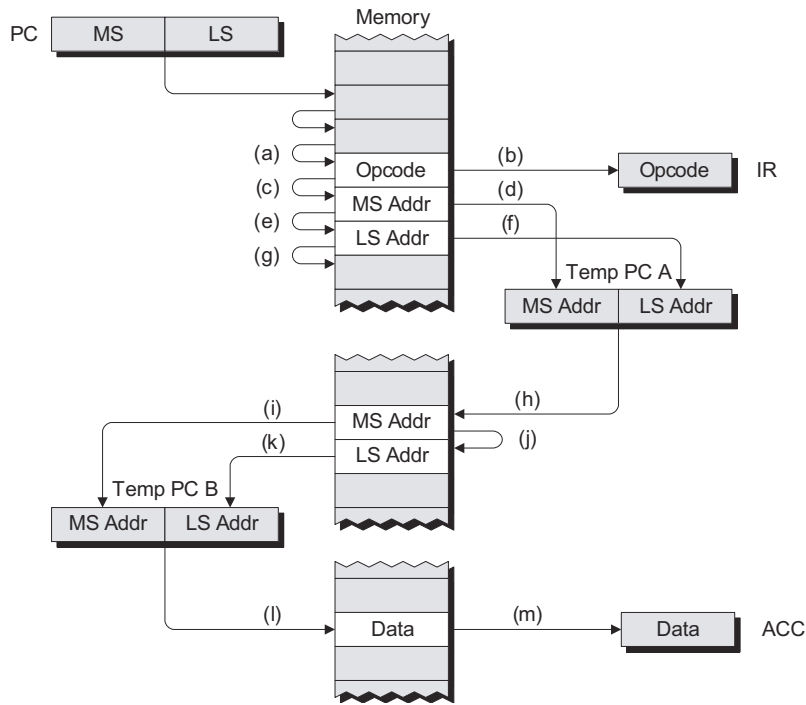 Memory
PC MS LS
(a) Opcode (b) Opcode IR
(c) MS Addr (d)
(e) LS Addr (f)
(g)
Temp PC A
MS Addr LS Addr
(h)
(i) MS Addr (j)
(k) LS Addr
Temp PC B
MS Addr LS Addr
(l) Data (m) Data ACC